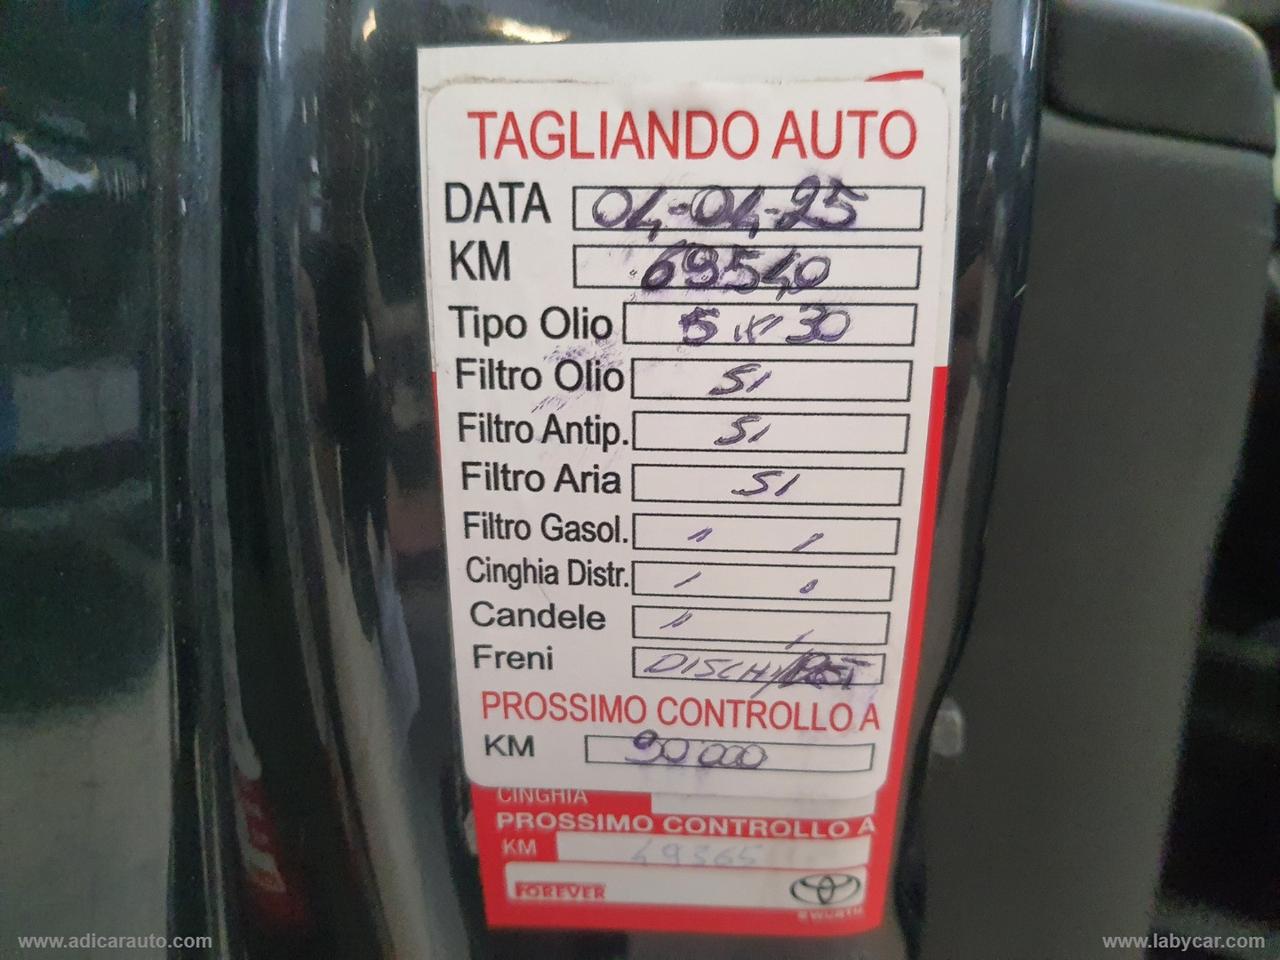 TAGLIANDO AUTO
DATA 04-04-25
KM 69540
Tipo Olio 5W30
Filtro Olio SI
Filtro Antip. SI
Filtro Aria SI
Filtro Gasol. " "
Cinghia Distr.
Candele "
Freni DISCHI
PROSSIMO CONTROLLO A
KM 90000
CINGHIA
PROSSIMO CONTROLLO A
KM 49365
FOREVER
www.adicarauto.com
www.labycar.com